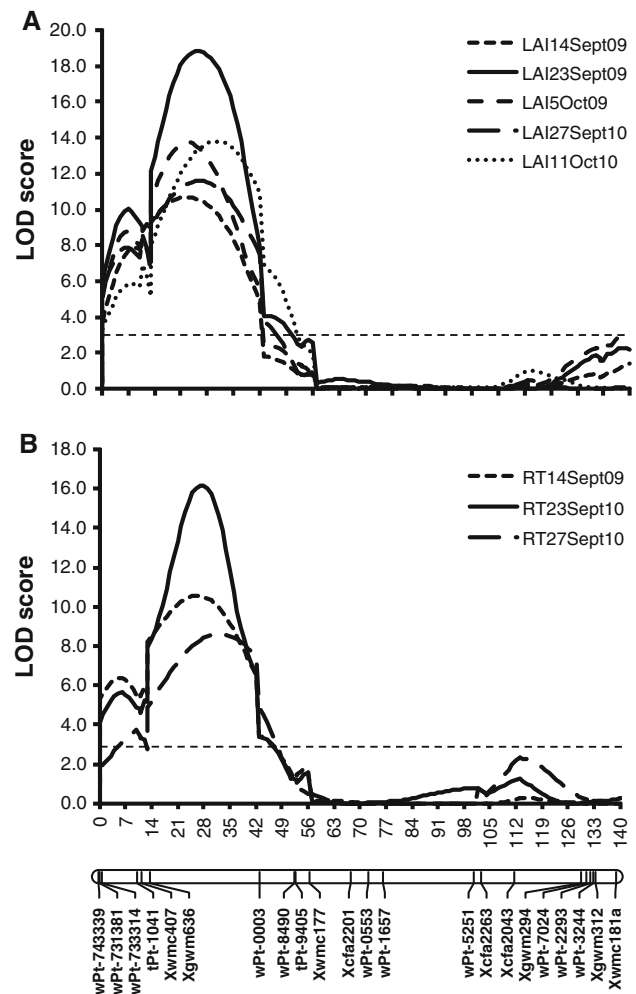 A
LOD score
20.0
18.0
16.0
14.0
12.0
10.0
8.0
6.0
4.0
2.0
0.0
LAI14Sept09
LAI23Sept09
LAI5Oct09
LAI27Sept10
LAI11Oct10
B
LOD score
18.0
16.0
14.0
12.0
10.0
8.0
6.0
4.0
2.0
0.0
RT14Sept09
RT23Sept10
RT27Sept10
0 7 14 21 28 35 42 49 56 63 70 77 84 91 98 105 112 119 126 133 140
wPt-743339
wPt-731381
wPt-733314
tPt-1041
Xwmc407
Xgwm636
wPt-0003
wPt-8490
tPt-9405
Xwmc177
Xcfa2201
wPt-0553
wPt-1657
wPt-5251
Xcfa2263
Xcfa2043
Xgwm294
wPt-7024
wPt-2293
wPt-3244
Xgwm312
Xwmc181a